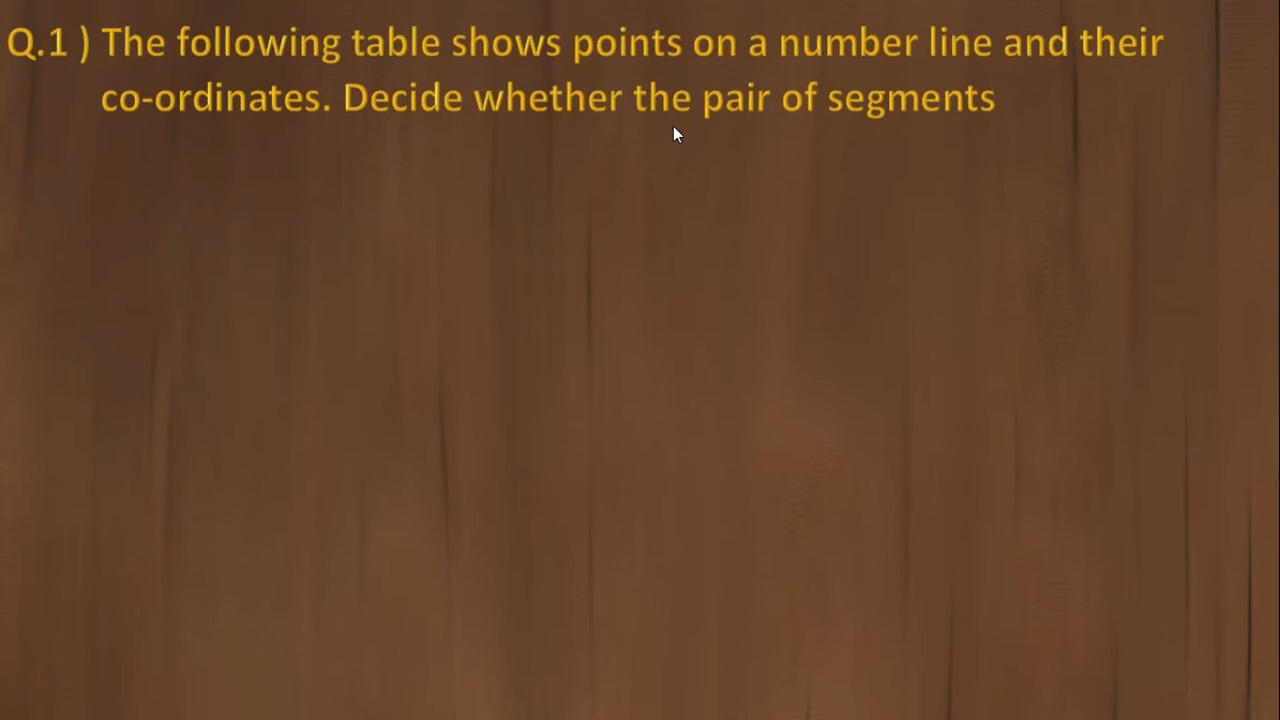 Q.1 ) The following table shows points on a number line and their
co-ordinates. Decide whether the pair of segments